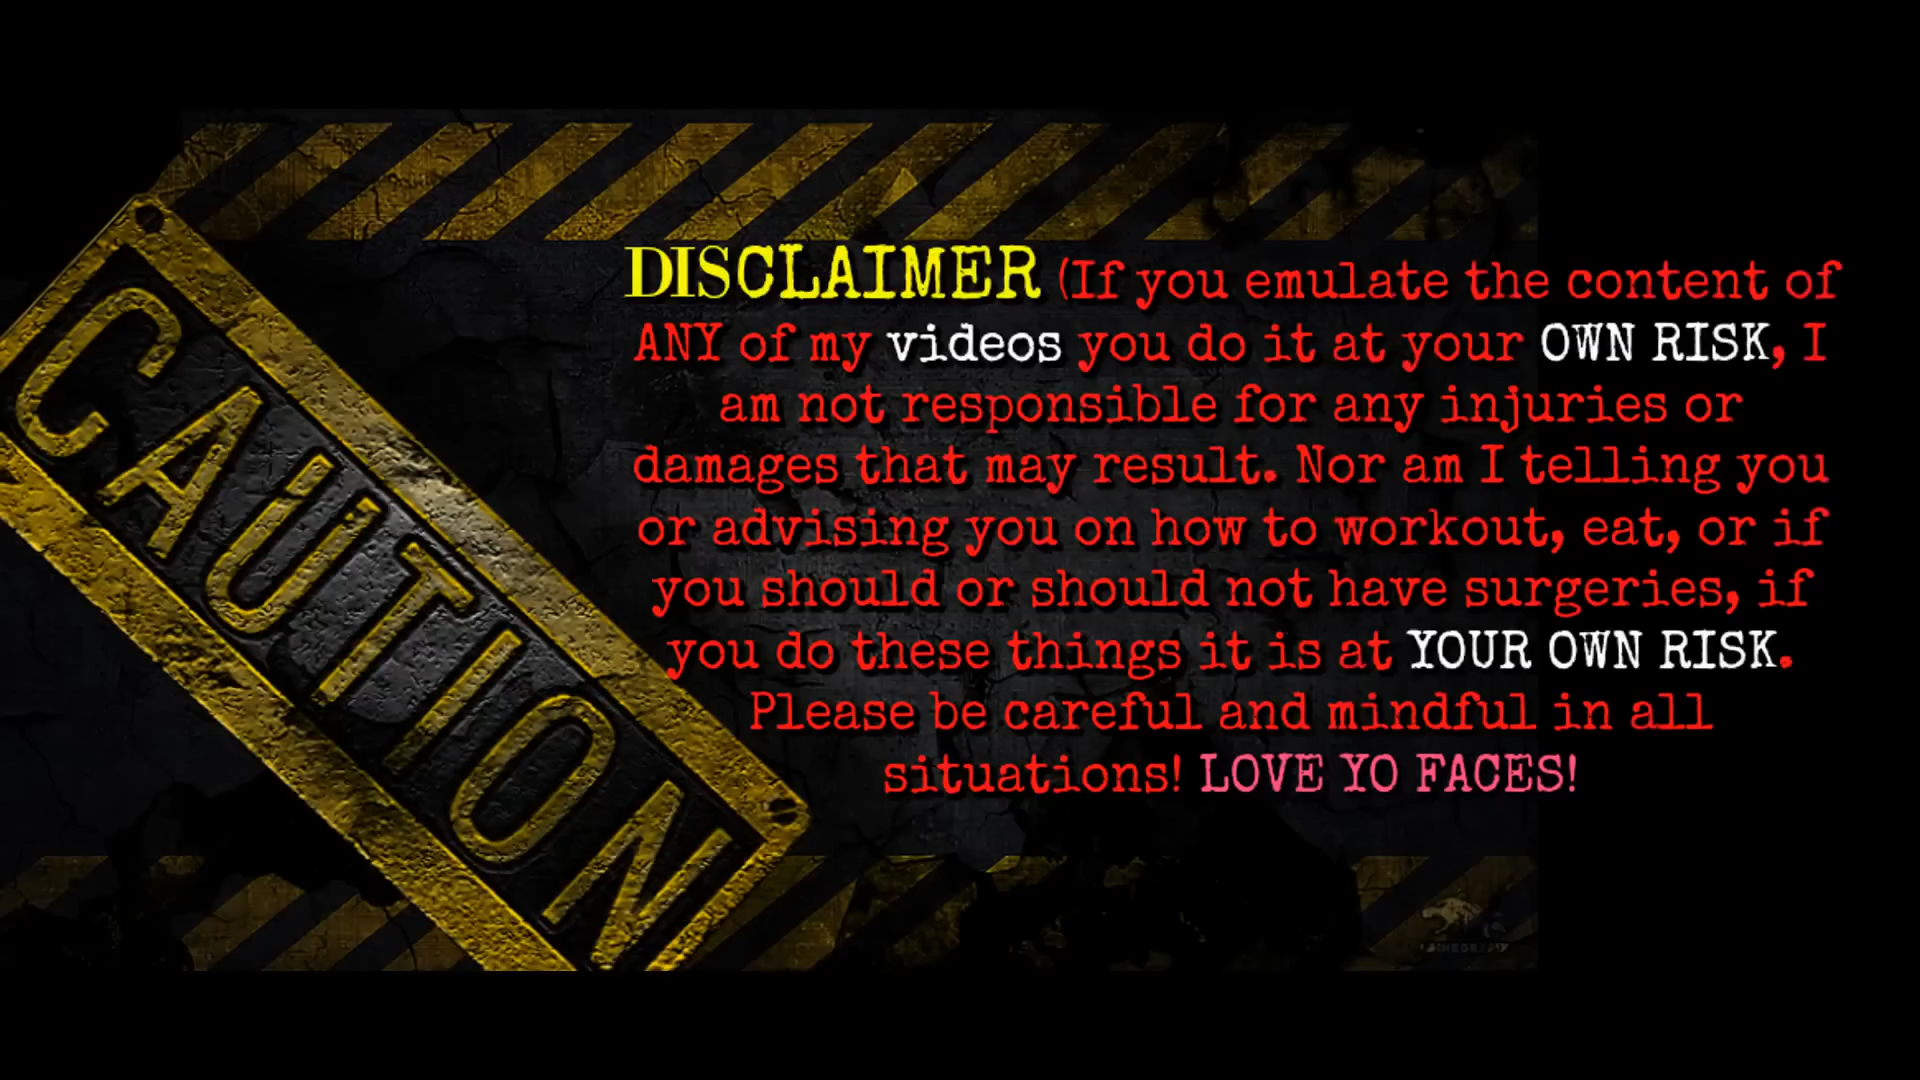 CAUTION
DISCLAIMER (If you emulate the content of
ANY of my videos you do it at your OWN RISK, I
am not responsible for any injuries or
damages that may result. Nor am I telling you
or advising you on how to workout, eat, or if
you should or should not have surgeries, if
you do these things it is at YOUR OWN RISK.
Please be careful and mindful in all
situations! LOVE YO FACES!